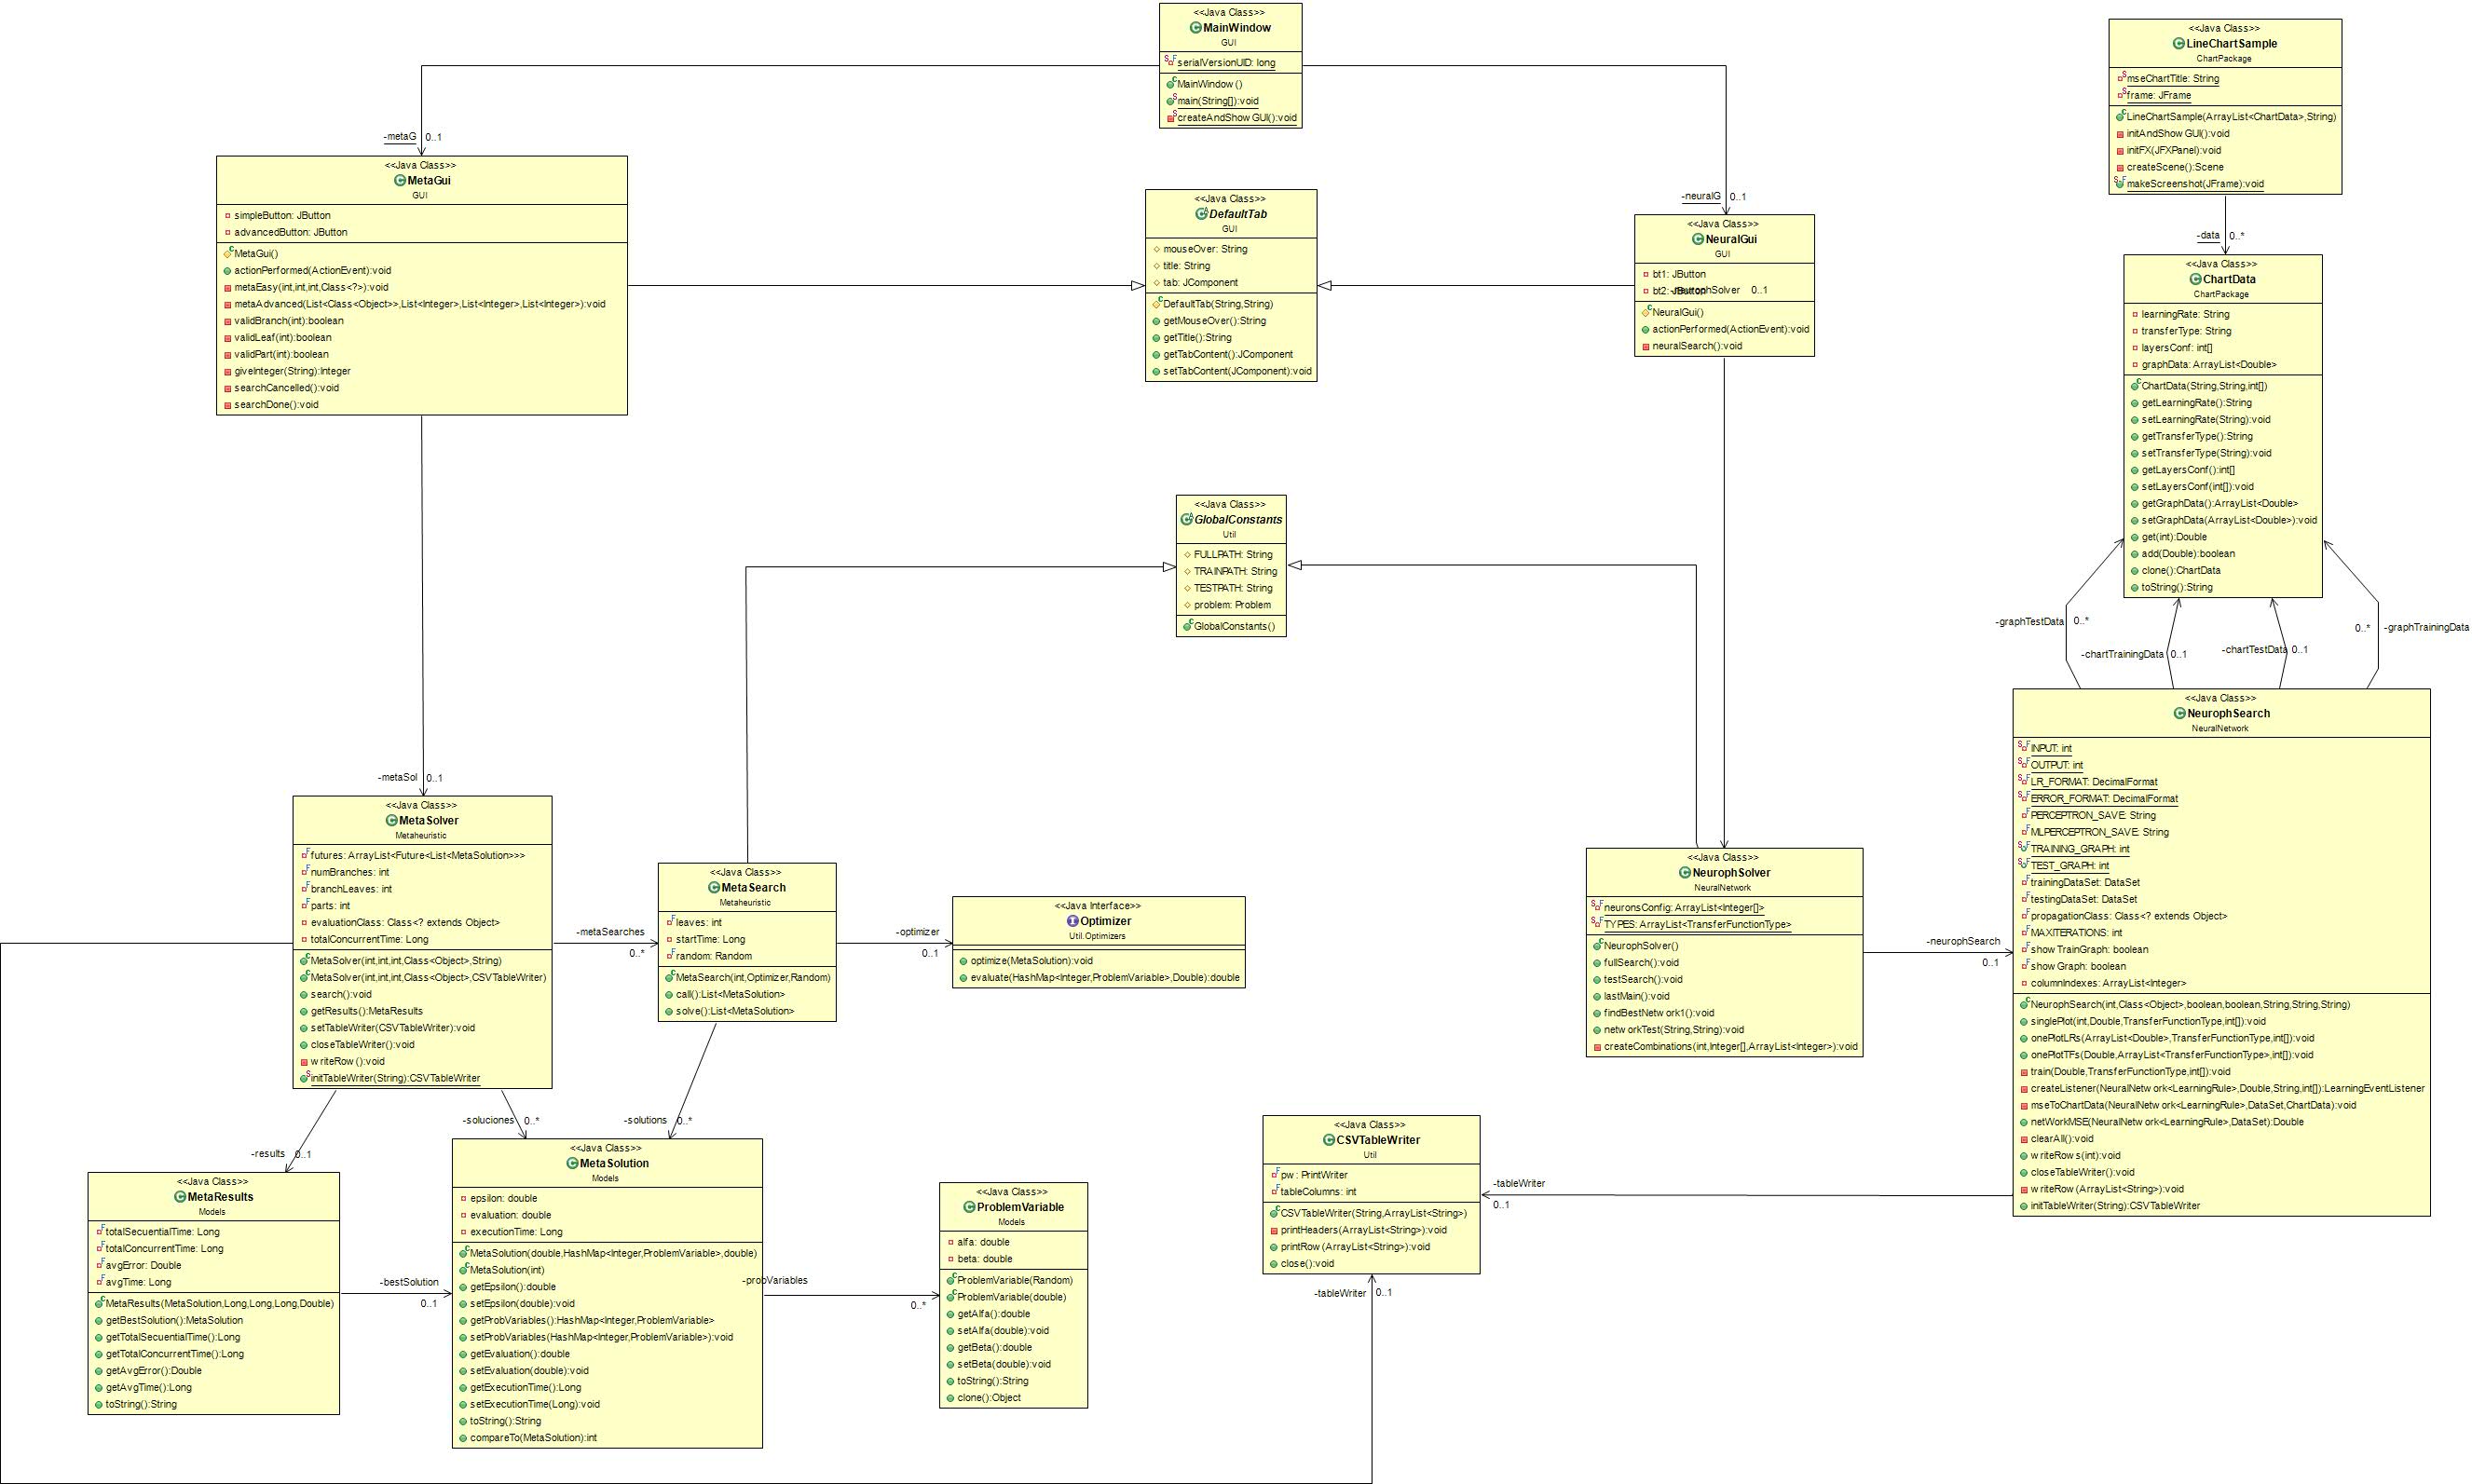 <<Java Class>>
MainWindow
GUI
serialVersionUID: long
MainWindow()
main(String[]):void
createAndShowGUI():void
-metaG 0..1
-neuralG 0..1
<<Java Class>>
LineChartSample
ChartPackage
mseChartTitle: String
frame: JFrame
LineChartSample(ArrayList<ChartData>,String)
initAndShowGUI():void
initFX(JFXPanel):void
createScene():Scene
makeScreenshot(JFrame):void
-data 0..*
<<Java Class>>
MetaGui
GUI
simpleButton: JButton
advancedButton: JButton
MetaGui()
actionPerformed(ActionEvent):void
metaEasy(int,int,int,Class<?>):void
metaAdvanced(List<Class<Object>>,List<Integer>,List<Integer>,List<Integer>):void
validBranch(int):boolean
validLeaf(int):boolean
validPart(int):boolean
giveInteger(String):Integer
searchCancelled():void
searchDone():void
<<Java Class>>
DefaultTab
GUI
mouseOver: String
title: String
tab: JComponent
DefaultTab(String,String)
getMouseOver():String
getTitle():String
getTabContent():JComponent
setTabContent(JComponent):void
<<Java Class>>
NeuralGui
GUI
bt1: JButton
bt2: JButton
-neurophSolver 0..1
NeuralGui()
actionPerformed(ActionEvent):void
neuralSearch():void
<<Java Class>>
ChartData
ChartPackage
learningRate: String
transferType: String
layersConf: int[]
graphData: ArrayList<Double>
ChartData(String,String,int[])
getLearningRate():String
setLearningRate(String):void
getTransferType():String
setTransferType(String):void
getLayersConf():int[]
setLayersConf(int[]):void
getGraphData():ArrayList<Double>
setGraphData(ArrayList<Double>):void
get(int):Double
add(Double):boolean
clone():ChartData
toString():String
<<Java Class>>
GlobalConstants
Util
FULLPATH: String
TRAINPATH: String
TESTPATH: String
problem: Problem
GlobalConstants()
-graphTestData 0..*
-chartTrainingData 0..1
-chartTestData 0..1
0..* -graphTrainingData
-metaSol 0..1
<<Java Class>>
MetaSolver
Metaheuristic
futures: ArrayList<Future<List<MetaSolution>>>
numBranches: int
branchLeaves: int
parts: int
evaluationClass: Class<? extends Object>
totalConcurrentTime: Long
MetaSolver(int,int,int,Class<Object>,String)
MetaSolver(int,int,int,Class<Object>,CSVTableWriter)
search():void
getResults():MetaResults
setTableWriter(CSVTableWriter):void
closeTableWriter():void
writeRow():void
initTableWriter(String):CSVTableWriter
-metaSearches
0..*
<<Java Class>>
MetaSearch
Metaheuristic
leaves: int
startTime: Long
random: Random
MetaSearch(int,Optimizer,Random)
call():List<MetaSolution>
solve():List<MetaSolution>
-optimizer
0..1
<<Java Interface>>
Optimizer
Util.Optimizers
optimize(MetaSolution):void
evaluate(HashMap<Integer,ProblemVariable>,Double):double
<<Java Class>>
NeurophSolver
NeuralNetwork
neuronsConfig: ArrayList<Integer[]>
TYPES: ArrayList<TransferFunctionType>
NeurophSolver()
fullSearch():void
testSearch():void
lastMain():void
findBestNetwork1():void
networkTest(String,String):void
createCombinations(int,Integer[],ArrayList<Integer>):void
-neurophSearch
0..1
<<Java Class>>
NeurophSearch
NeuralNetwork
INPUT: int
OUTPUT: int
LR_FORMAT: DecimalFormat
ERROR_FORMAT: DecimalFormat
PERCEPTRON_SAVE: String
MLPERCEPTRON_SAVE: String
TRAINING_GRAPH: int
TEST_GRAPH: int
trainingDataSet: DataSet
testingDataSet: DataSet
propagationClass: Class<? extends Object>
MAXITERATIONS: int
showTrainGraph: boolean
showGraph: boolean
columnIndexes: ArrayList<Integer>
NeurophSearch(int,Class<Object>,boolean,boolean,String,String,String)
singlePlot(int,Double,TransferFunctionType,int[]):void
onePlotLRs(ArrayList<Double>,TransferFunctionType,int[]):void
onePlotTFs(Double,ArrayList<TransferFunctionType>,int[]):void
train(Double,TransferFunctionType,int[]):void
createListener(NeuralNetwork<LearningRule>,Double,String,int[]):LearningEventListener
mseToChartData(NeuralNetwork<LearningRule>,DataSet,ChartData):void
netWorkMSE(NeuralNetwork<LearningRule>,DataSet):Double
clearAll():void
writeRows(int):void
closeTableWriter():void
writeRow(ArrayList<String>):void
initTableWriter(String):CSVTableWriter
-results 0..1
-soluciones 0..*
-solutions 0..*
<<Java Class>>
MetaResults
Models
totalSecuentialTime: Long
totalConcurrentTime: Long
avgError: Double
avgTime: Long
MetaResults(MetaSolution,Long,Long,Long,Double)
getBestSolution():MetaSolution
getTotalSecuentialTime():Long
getTotalConcurrentTime():Long
getAvgError():Double
getAvgTime():Long
toString():String
-bestSolution
0..1
<<Java Class>>
MetaSolution
Models
epsilon: double
evaluation: double
executionTime: Long
MetaSolution(double,HashMap<Integer,ProblemVariable>,double)
MetaSolution(int)
getEpsilon():double
setEpsilon(double):void
getProbVariables():HashMap<Integer,ProblemVariable>
setProbVariables(HashMap<Integer,ProblemVariable>):void
getEvaluation():double
setEvaluation(double):void
getExecutionTime():Long
setExecutionTime(Long):void
toString():String
compareTo(MetaSolution):int
-probVariables
0..*
<<Java Class>>
ProblemVariable
Models
alfa: double
beta: double
ProblemVariable(Random)
ProblemVariable(double)
getAlfa():double
setAlfa(double):void
getBeta():double
setBeta(double):void
toString():String
clone():Object
<<Java Class>>
CSVTableWriter
Util
pw: PrintWriter
tableColumns: int
CSVTableWriter(String,ArrayList<String>)
printHeaders(ArrayList<String>):void
printRow(ArrayList<String>):void
close():void
-tableWriter
0..1
-tableWriter 0..1